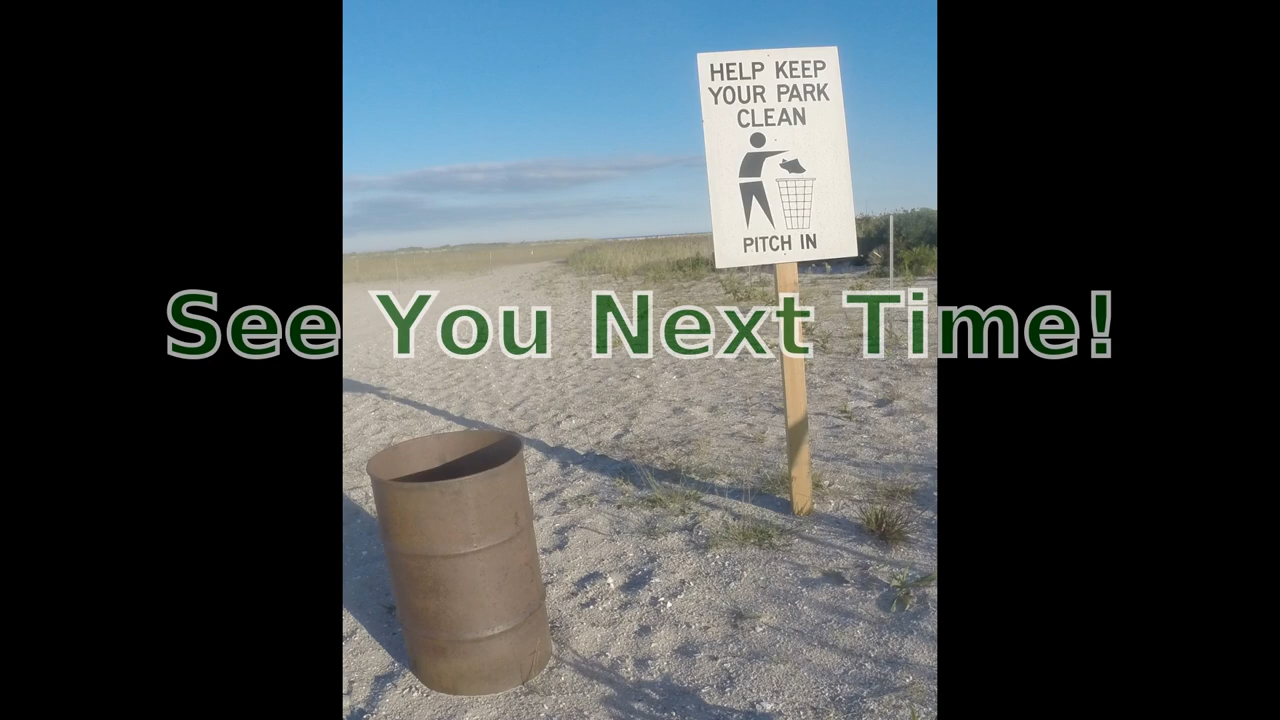 HELP KEEP
YOUR PARK
CLEAN
PITCH IN
See You Next Time!